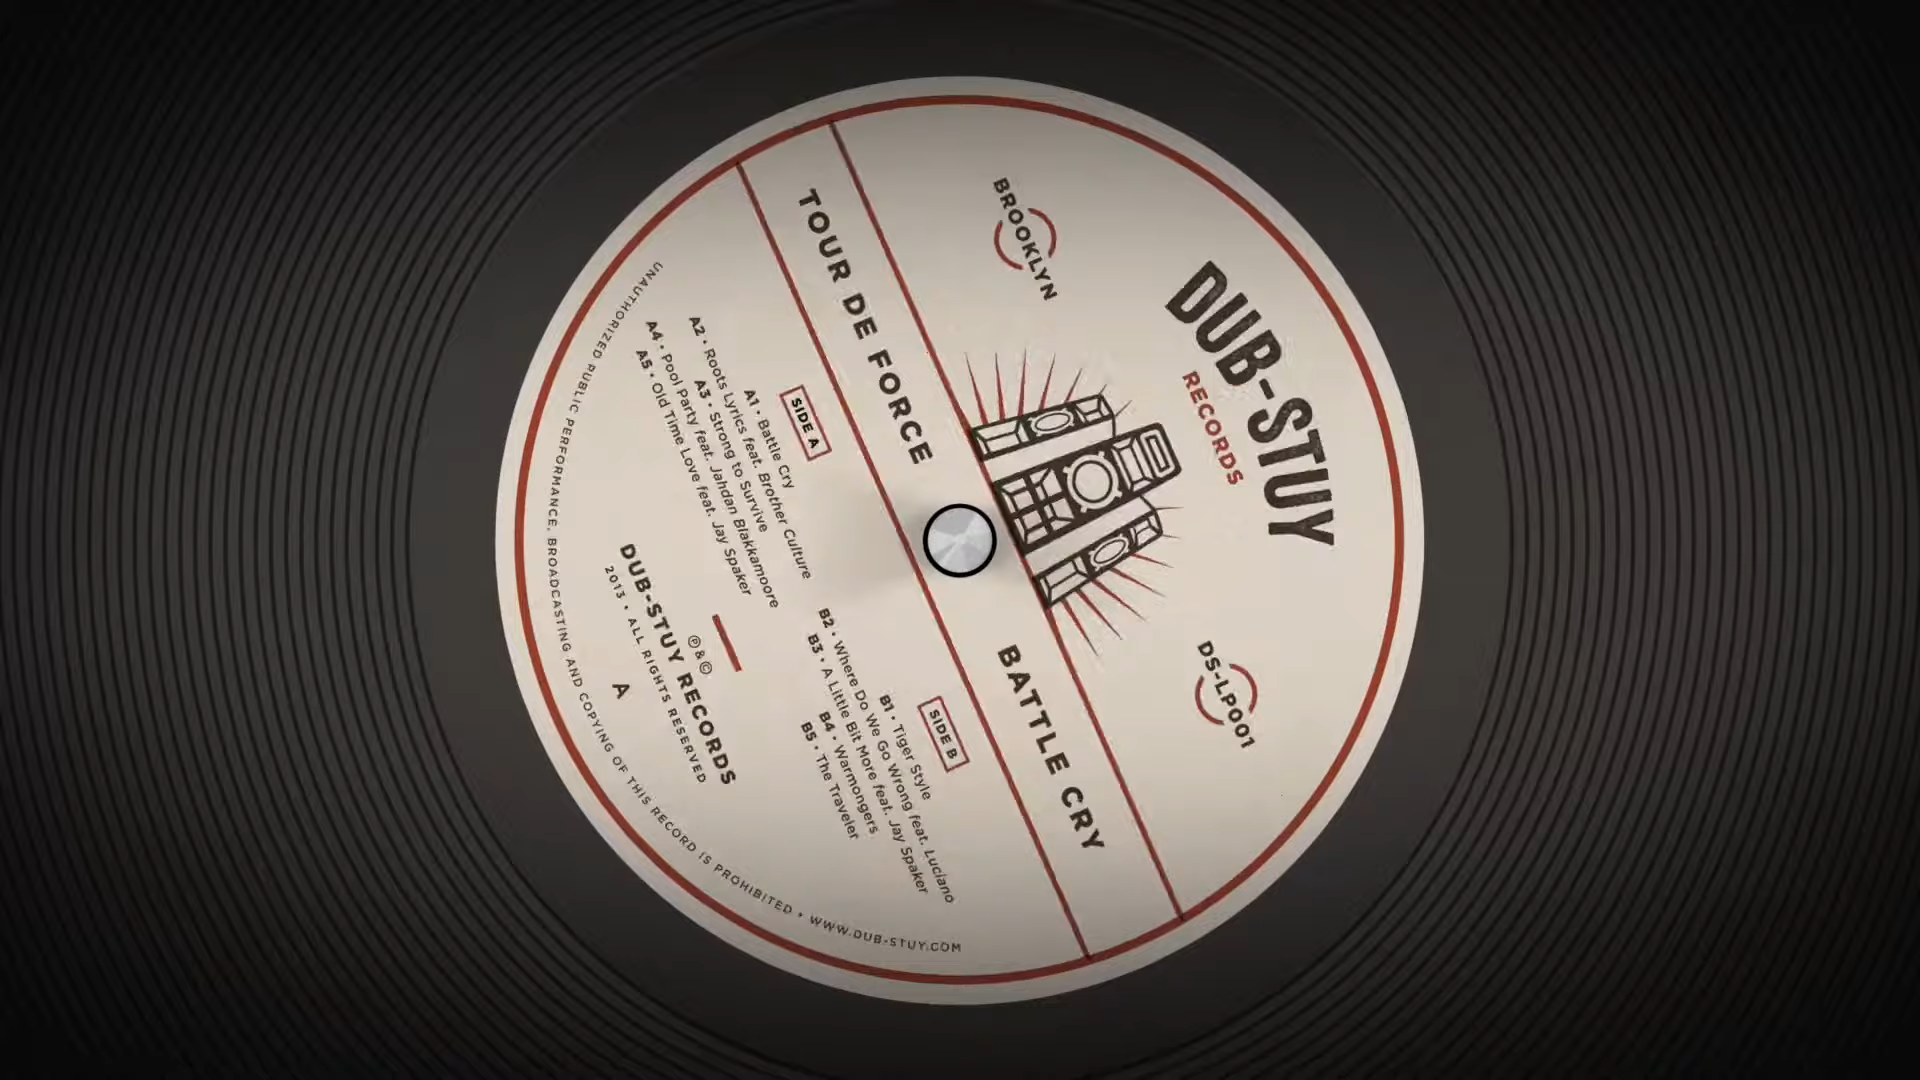 DUB-STUY
RECORDS
BROOKLYN
DS-LP001
TOUR DE FORCE
BATTLE CRY
SIDE A
A1 • Battle Cry
A2 • Roots Lyrics feat. Brother Culture
A3 • Strong to Survive
A4 • Pool Party feat. Jahdan Blakkamoore
A5 • Old Time Love feat. Jay Spaker
SIDE B
B1 • Tiger Style
B2 • Where Do We Go Wrong feat. Luciano
B3 • A Little Bit More feat. Jay Spaker
B4 • Warmongers
B5 • The Traveler
℗ & ©
DUB-STUY RECORDS
2013 • ALL RIGHTS RESERVED
A
UNAUTHORIZED PUBLIC PERFORMANCE, BROADCASTING AND COPYING OF THIS RECORD IS PROHIBITED • WWW.DUB-STUY.COM